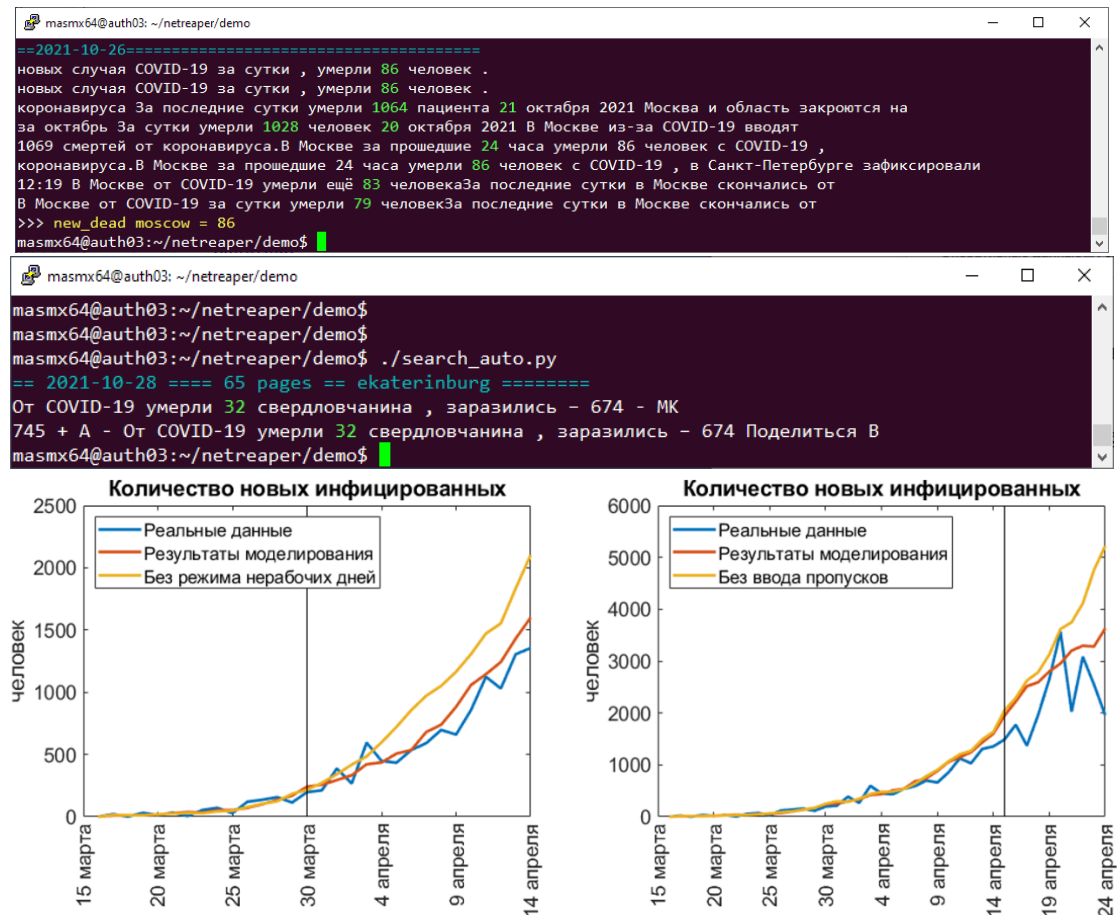 masmx64@auth03: ~/netreaper/demo
==2021-10-26======================================
новых случая COVID-19 за сутки , умерли 86 человек .
новых случая COVID-19 за сутки , умерли 86 человек .
коронавируса За последние сутки умерли 1064 пациента 21 октября 2021 Москва и область закроются на
за октябрь За сутки умерли 1028 человек 20 октября 2021 В Москве из-за COVID-19 вводят
1069 смертей от коронавируса.В Москве за прошедшие 24 часа умерли 86 человек с COVID-19 ,
коронавируса.В Москве за прошедшие 24 часа умерли 86 человек с COVID-19 , в Санкт-Петербурге зафиксировали
12:19 В Москве от COVID-19 умерли ещё 83 человекаЗа последние сутки в Москве скончались от
В Москве от COVID-19 за сутки умерли 79 человекЗа последние сутки в Москве скончались от
>>> new_dead moscow = 86
masmx64@auth03:~/netreaper/demo$
masmx64@auth03: ~/netreaper/demo
masmx64@auth03:~/netreaper/demo$
masmx64@auth03:~/netreaper/demo$
masmx64@auth03:~/netreaper/demo$ ./search_auto.py
== 2021-10-28 ==== 65 pages == ekaterinburg ========
От COVID-19 умерли 32 свердловчанина , заразились – 674 - МК
745 + А - От COVID-19 умерли 32 свердловчанина , заразились – 674 Поделиться В
masmx64@auth03:~/netreaper/demo$
Количество новых инфицированных
Реальные данные
Результаты моделирования
Без режима нерабочих дней
человек
2500
2000
1500
1000
500
0
15 марта
20 марта
25 марта
30 марта
4 апреля
9 апреля
14 апреля
Количество новых инфицированных
Реальные данные
Результаты моделирования
Без ввода пропусков
человек
6000
5000
4000
3000
2000
1000
0
15 марта
20 марта
25 марта
30 марта
4 апреля
9 апреля
14 апреля
19 апреля
24 апреля